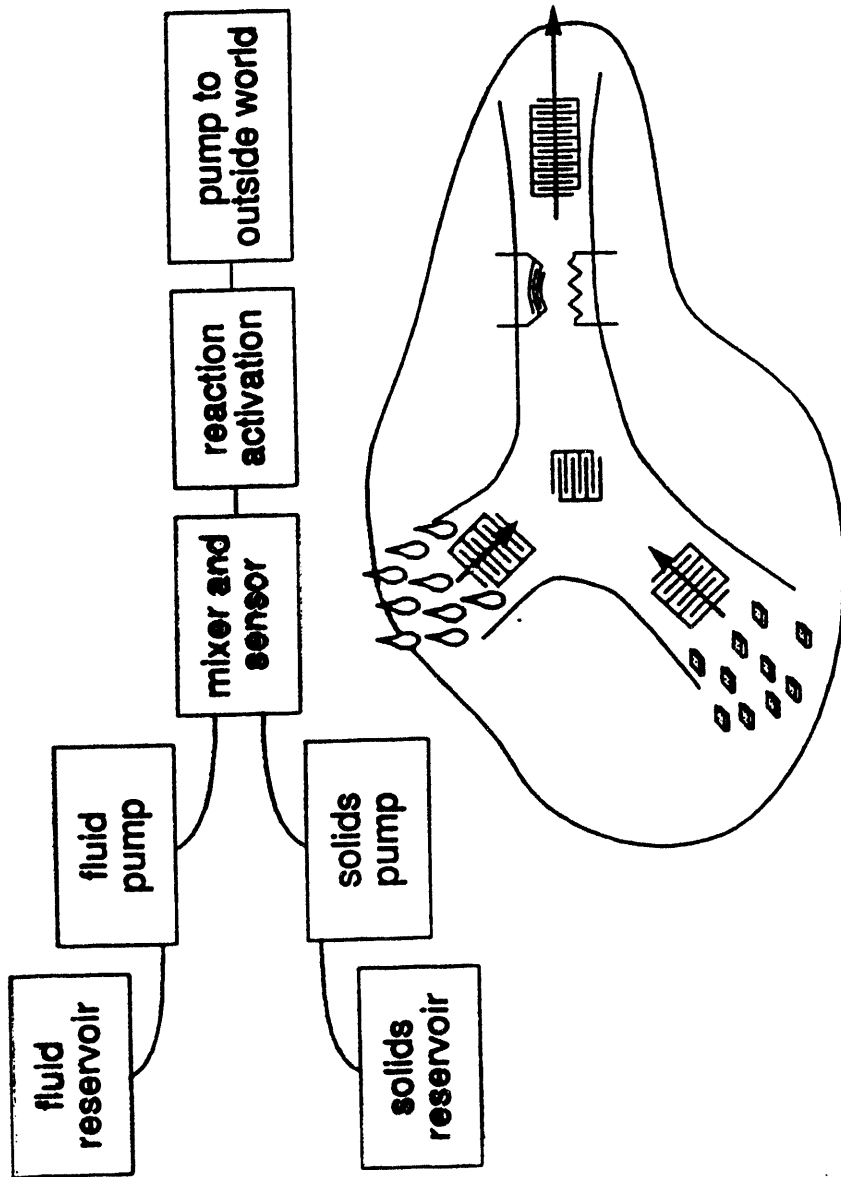 fluid
reservoir
fluid
pump
solids
reservoir
solids
pump
mixer and
sensor
reaction
activation
pump to
outside world